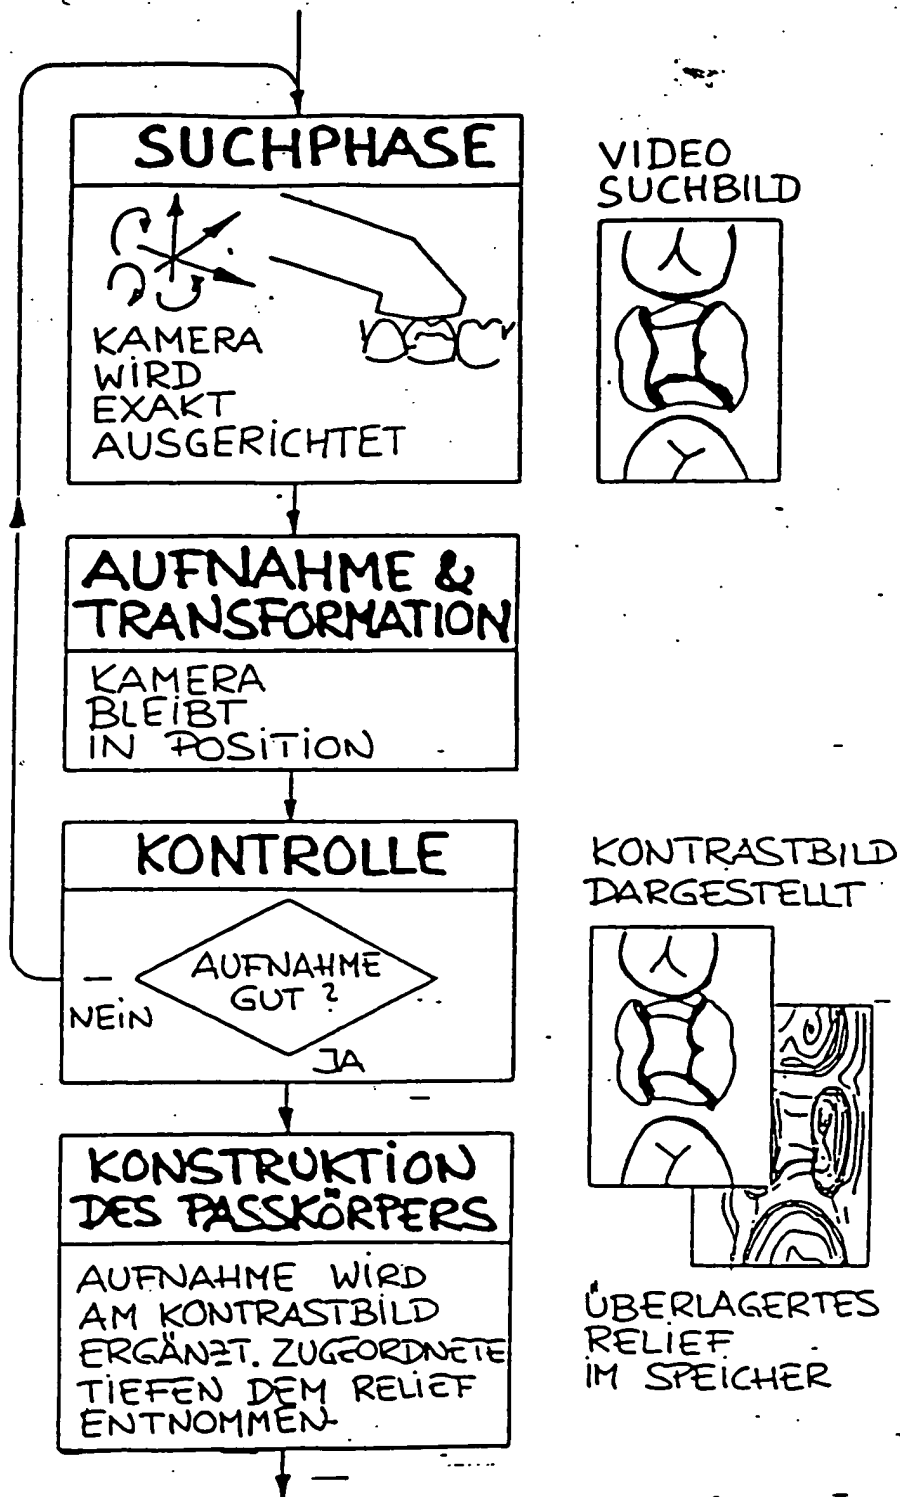 SUCHPHASE
KAMERA
WIRD
EXAKT
AUSGERICHTET
VIDEO
SUCHBILD
AUFNAHME &
TRANSFORMATION
KAMERA
BLEIBT
IN POSITION
KONTROLLE
AUFNAHME
GUT ?
NEIN
JA
KONTRASTBILD
DARGESTELLT
KONSTRUKTION
DES PASSKÖRPERS
AUFNAHME WIRD
AM KONTRASTBILD
ERGÄNZT. ZUGEORDNETE
TIEFEN DEM RELIEF
ENTNOMMEN
ÜBERLAGERTES
RELIEF
IM SPEICHER